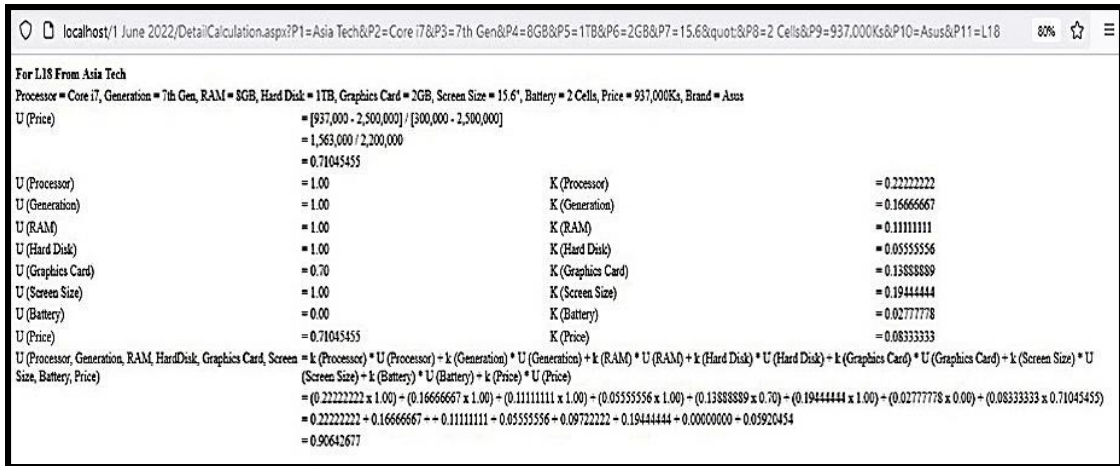 localhost/1 June 2022/DetailCalculation.aspx?P1=Asia Tech&P2=Core i7&P3=7th Gen&P4=8GB&P5=1TB&P6=2GB&P7=15.6&quot;&P8=2 Cells&P9=937,000Ks&P10=Asus&P11=L18 80%
For L18 From Asia Tech
Processor = Core i7, Generation = 7th Gen, RAM = 8GB, Hard Disk = 1TB, Graphics Card = 2GB, Screen Size = 15.6", Battery = 2 Cells, Price = 937,000Ks, Brand = Asus
U (Price) = [937,000 - 2,500,000] / [300,000 - 2,500,000]
= 1,563,000 / 2,200,000
= 0.71045455
U (Processor) = 1.00 K (Processor) = 0.22222222
U (Generation) = 1.00 K (Generation) = 0.16666667
U (RAM) = 1.00 K (RAM) = 0.11111111
U (Hard Disk) = 1.00 K (Hard Disk) = 0.05555556
U (Graphics Card) = 0.70 K (Graphics Card) = 0.13888889
U (Screen Size) = 1.00 K (Screen Size) = 0.19444444
U (Battery) = 0.00 K (Battery) = 0.02777778
U (Price) = 0.71045455 K (Price) = 0.08333333
U (Processor, Generation, RAM, HardDisk, Graphics Card, Screen = k (Processor) * U (Processor) + k (Generation) * U (Generation) + k (RAM) * U (RAM) + k (Hard Disk) * U (Hard Disk) + k (Graphics Card) * U (Graphics Card) + k (Screen Size) * U
Size, Battery, Price) (Screen Size) + k (Battery) * U (Battery) + k (Price) * U (Price)
= (0.22222222 x 1.00) + (0.16666667 x 1.00) + (0.11111111 x 1.00) + (0.05555556 x 1.00) + (0.13888889 x 0.70) + (0.19444444 x 1.00) + (0.02777778 x 0.00) + (0.08333333 x 0.71045455)
= 0.22222222 + 0.16666667 + + 0.11111111 + 0.05555556 + 0.09722222 + 0.19444444 + 0.00000000 + 0.05920454
= 0.90642677